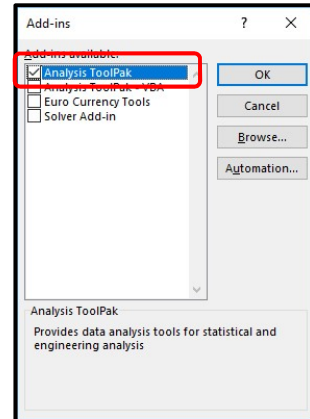 Add-ins ? ×
Add-ins available:
Analysis ToolPak
Analysis ToolPak - VBA
Euro Currency Tools
Solver Add-in
OK
Cancel
Browse...
Automation...
Analysis ToolPak
Provides data analysis tools for statistical and
engineering analysis